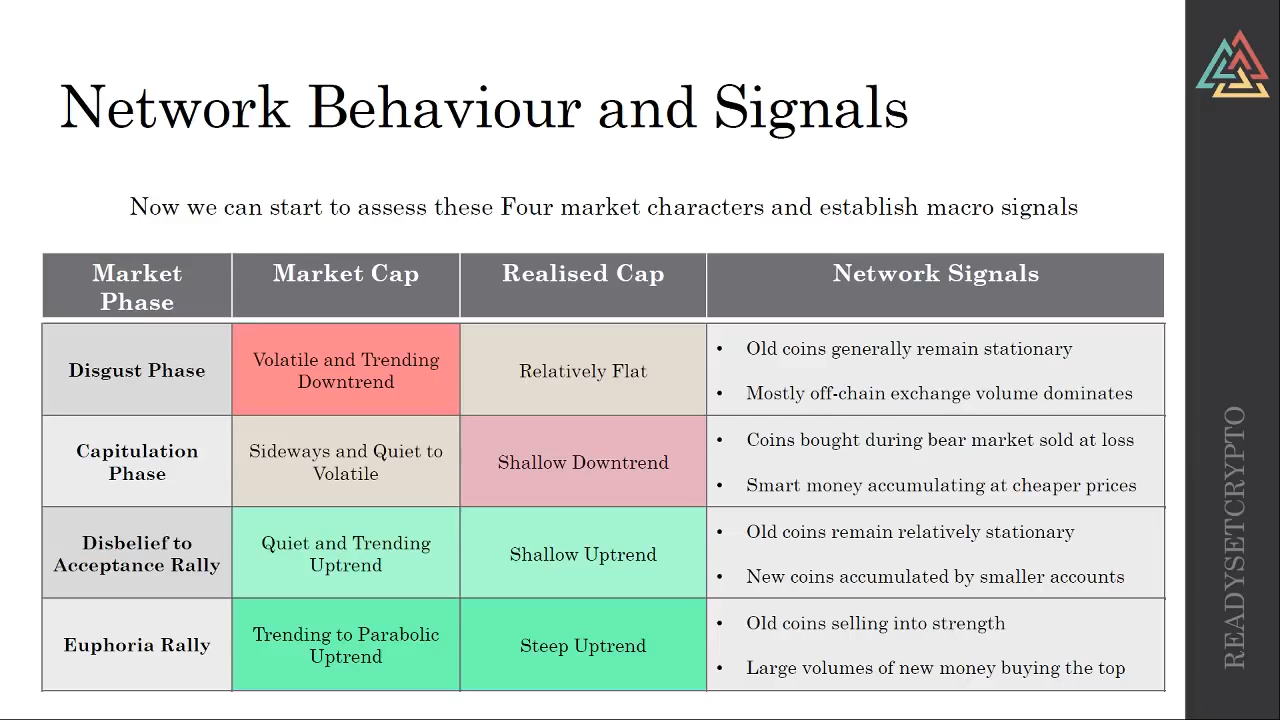 Network Behaviour and Signals
Now we can start to assess these Four market characters and establish macro signals
Market
Phase
Market Cap
Realised Cap
Network Signals
Disgust Phase
Volatile and Trending
Downtrend
Relatively Flat
• Old coins generally remain stationary
• Mostly off-chain exchange volume dominates
Capitulation
Phase
Sideways and Quiet to
Volatile
Shallow Downtrend
• Coins bought during bear market sold at loss
• Smart money accumulating at cheaper prices
Disbelief to
Acceptance Rally
Quiet and Trending
Uptrend
Shallow Uptrend
• Old coins remain relatively stationary
• New coins accumulated by smaller accounts
Euphoria Rally
Trending to Parabolic
Uptrend
Steep Uptrend
• Old coins selling into strength
• Large volumes of new money buying the top
READYSETCRYPTO